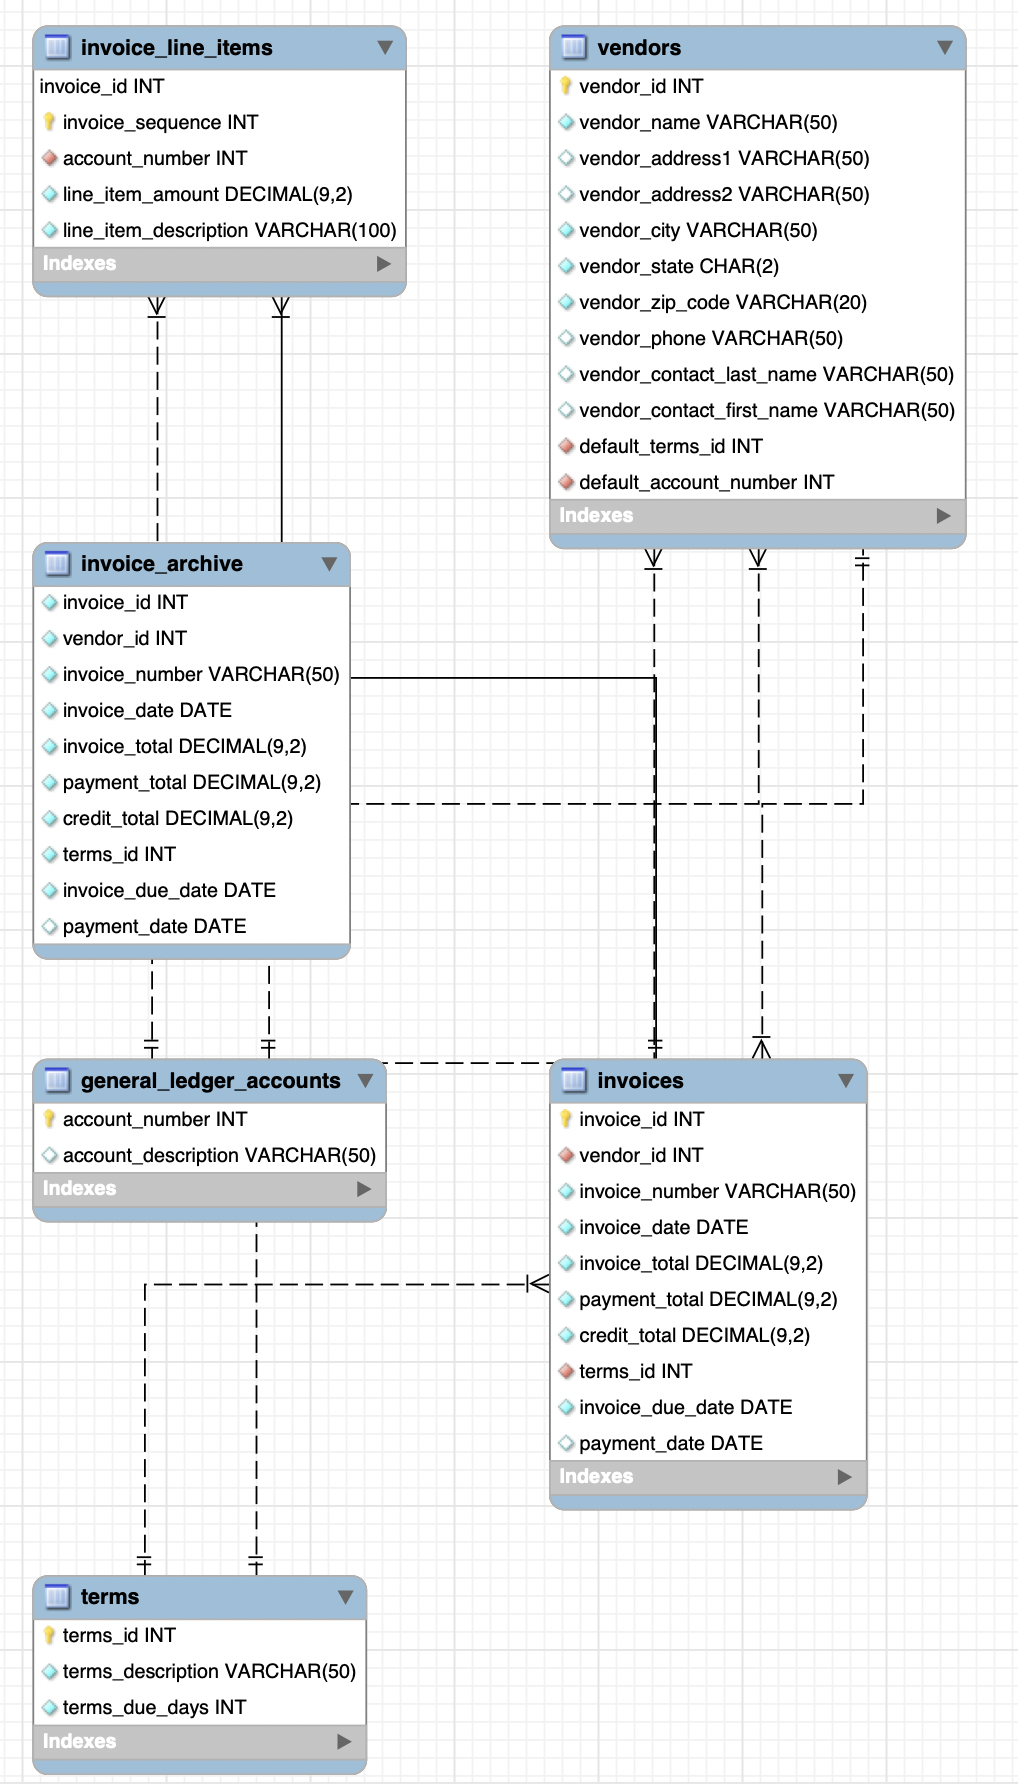 invoice_line_items
invoice_id INT
invoice_sequence INT
account_number INT
line_item_amount DECIMAL(9,2)
line_item_description VARCHAR(100)
Indexes
vendors
vendor_id INT
vendor_name VARCHAR(50)
vendor_address1 VARCHAR(50)
vendor_address2 VARCHAR(50)
vendor_city VARCHAR(50)
vendor_state CHAR(2)
vendor_zip_code VARCHAR(20)
vendor_phone VARCHAR(50)
vendor_contact_last_name VARCHAR(50)
vendor_contact_first_name VARCHAR(50)
default_terms_id INT
default_account_number INT
Indexes
invoice_archive
invoice_id INT
vendor_id INT
invoice_number VARCHAR(50)
invoice_date DATE
invoice_total DECIMAL(9,2)
payment_total DECIMAL(9,2)
credit_total DECIMAL(9,2)
terms_id INT
invoice_due_date DATE
payment_date DATE
general_ledger_accounts
account_number INT
account_description VARCHAR(50)
Indexes
invoices
invoice_id INT
vendor_id INT
invoice_number VARCHAR(50)
invoice_date DATE
invoice_total DECIMAL(9,2)
payment_total DECIMAL(9,2)
credit_total DECIMAL(9,2)
terms_id INT
invoice_due_date DATE
payment_date DATE
Indexes
terms
terms_id INT
terms_description VARCHAR(50)
terms_due_days INT
Indexes